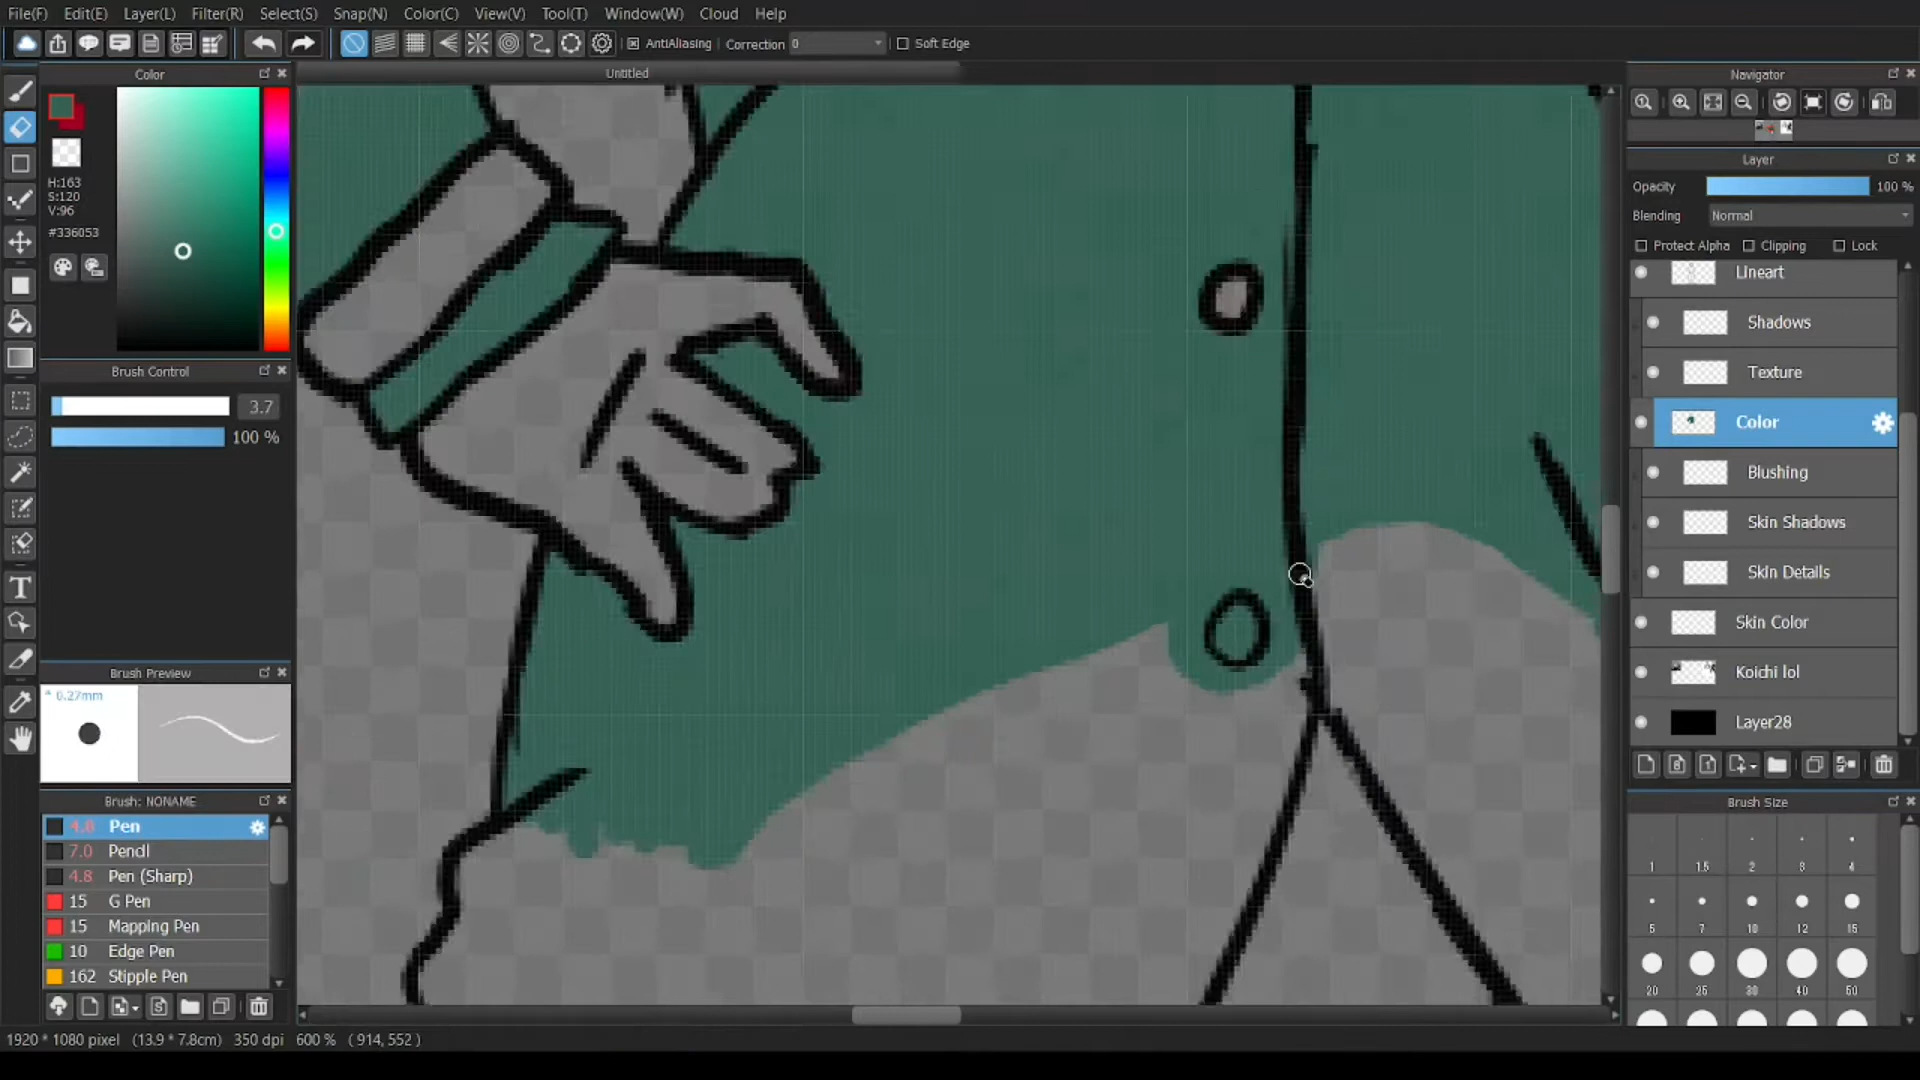 File(F) Edit(E) Layer(L) Filter(R) Select(S) Snap(N) Color(C) View(V) Tool(T) Window(W) Cloud Help
AntiAliasing Correction 0 Soft Edge
Color
Untitled
Navigator
H:163
S:120
V:96
#336053
Layer
Opacity 100 %
Blending Normal
Protect Alpha Clipping Lock
Lineart
Shadows
Texture
Color
Blushing
Skin Shadows
Skin Details
Skin Color
Koichi lol
Layer28
Brush Control
3.7
100 %
Brush Preview
* 0.27mm
Brush: NONAME
4.8 Pen
7.0 Pencil
4.8 Pen (Sharp)
15 G Pen
15 Mapping Pen
10 Edge Pen
162 Stipple Pen
T
Brush Size
1 1.5 2 3 4
5 7 10 12 15
20 25 30 40 50
1920 * 1080 pixel (13.9 * 7.8cm) 350 dpi 600 % ( 914, 552 )